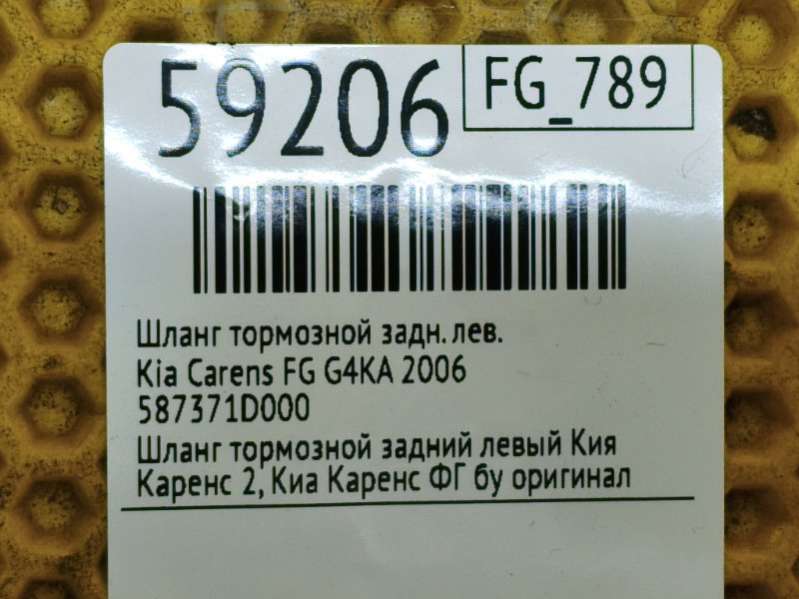 59206
FG_789
Шланг тормозной задн. лев.
Kia Carens FG G4KA 2006
587371D000
Шланг тормозной задний левый Кия
Каренс 2, Киа Каренс ФГ бу оригинал